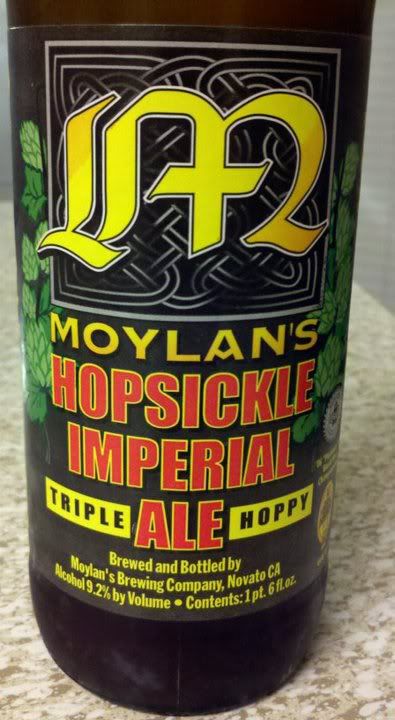 M
MOYLAN'S
HOPSICKLE
IMPERIAL
TRIPLE ALE HOPPY
Brewed and Bottled by
Moylan's Brewing Company, Novato CA
Alcohol 9.2% by Volume • Contents: 1 pt. 6 fl. oz.